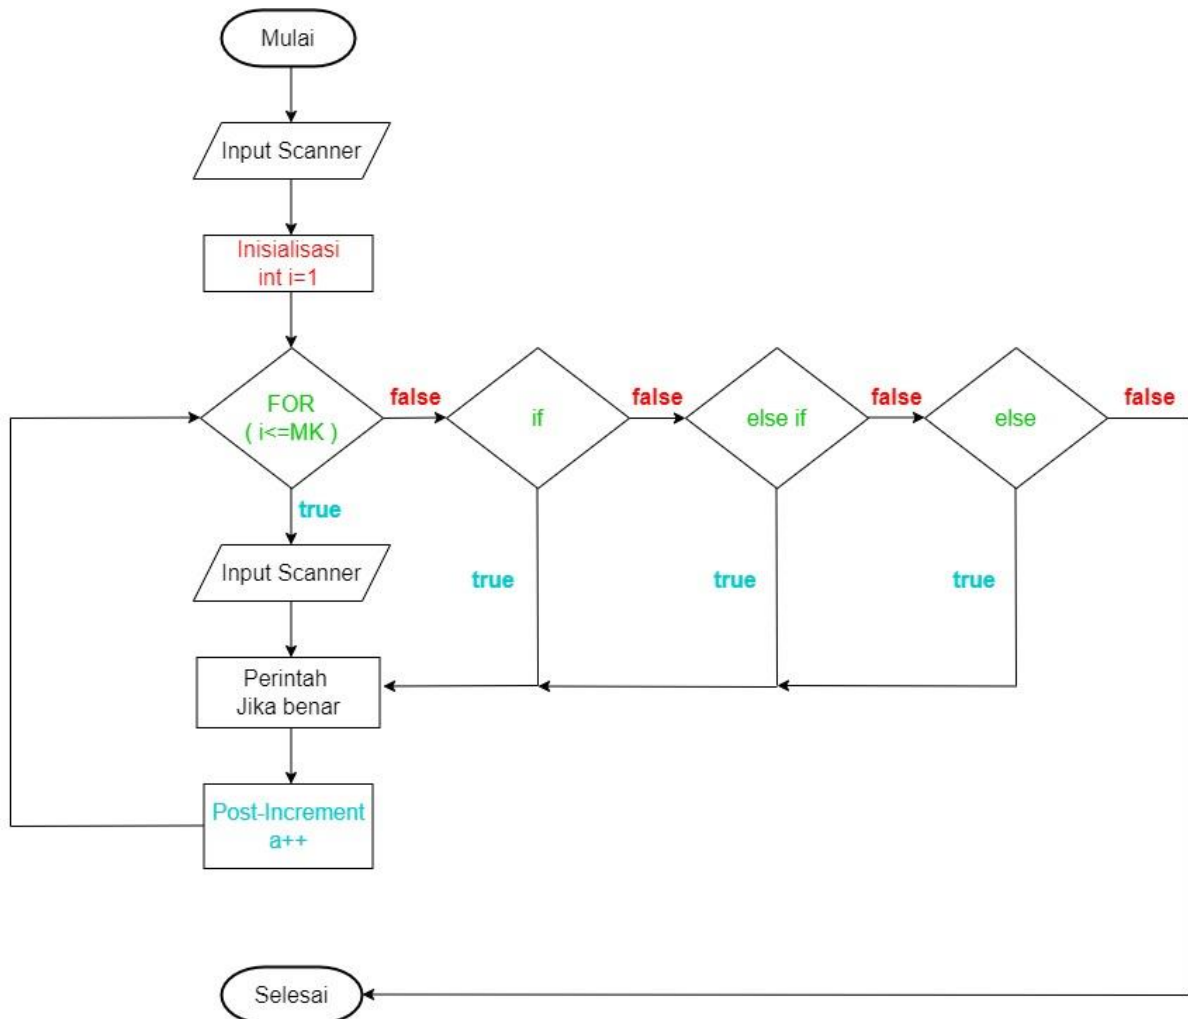 Mulai
Input Scanner
Inisialisasi
int i=1
FOR
( i<=MK )
false
if
false
else if
false
else
false
true
Input Scanner
true
true
true
Perintah
Jika benar
Post-Increment
a++
Selesai